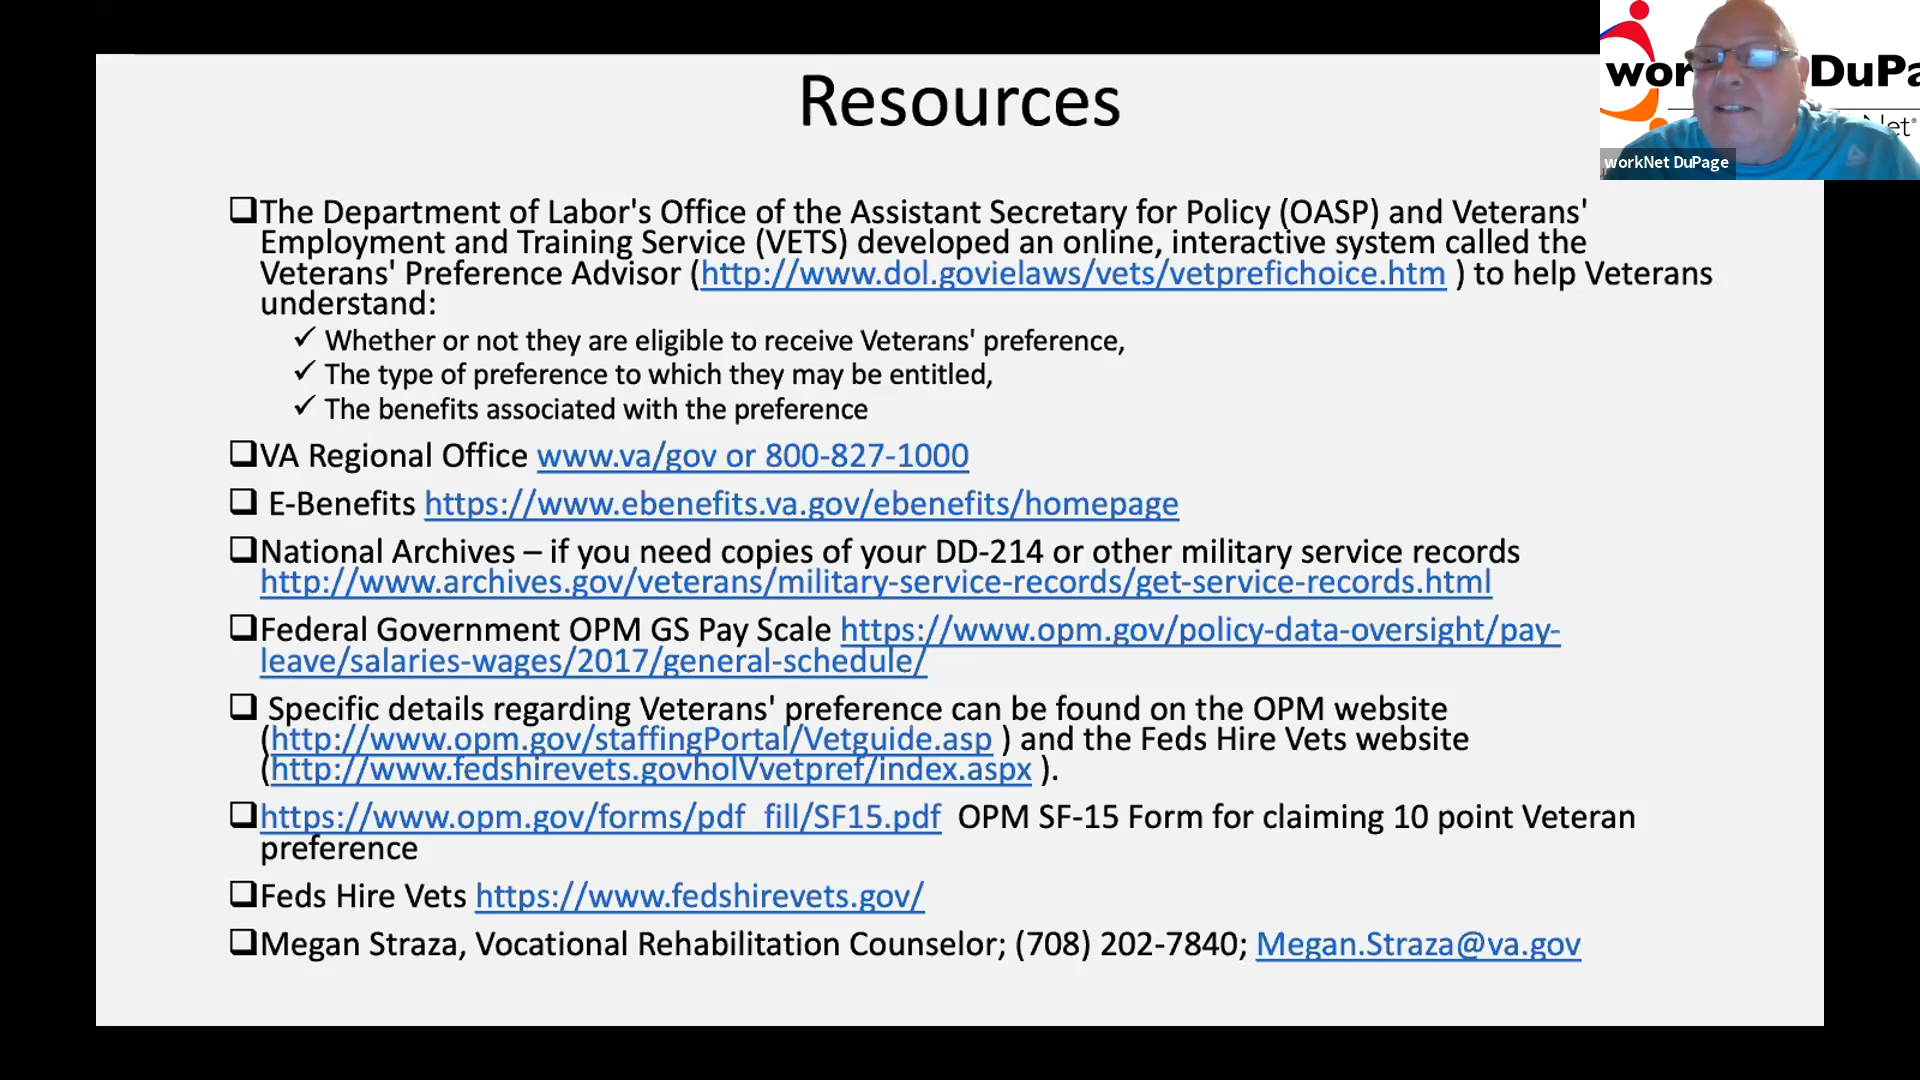 Resources
The Department of Labor's Office of the Assistant Secretary for Policy (OASP) and Veterans'
Employment and Training Service (VETS) developed an online, interactive system called the
Veterans' Preference Advisor (http://www.dol.govielaws/vets/vetprefichoice.htm ) to help Veterans
understand:
Whether or not they are eligible to receive Veterans' preference,
The type of preference to which they may be entitled,
The benefits associated with the preference
VA Regional Office www.va/gov or 800-827-1000
E-Benefits https://www.ebenefits.va.gov/ebenefits/homepage
National Archives – if you need copies of your DD-214 or other military service records
http://www.archives.gov/veterans/military-service-records/get-service-records.html
Federal Government OPM GS Pay Scale https://www.opm.gov/policy-data-oversight/pay-
leave/salaries-wages/2017/general-schedule/
Specific details regarding Veterans' preference can be found on the OPM website
(http://www.opm.gov/staffingPortal/Vetguide.asp ) and the Feds Hire Vets website
(http://www.fedshirevets.govholVvetpref/index.aspx ).
https://www.opm.gov/forms/pdf_fill/SF15.pdf OPM SF-15 Form for claiming 10 point Veteran
preference
Feds Hire Vets https://www.fedshirevets.gov/
Megan Straza, Vocational Rehabilitation Counselor; (708) 202-7840; Megan.Straza@va.gov
wor DuPa
Net
workNet DuPage